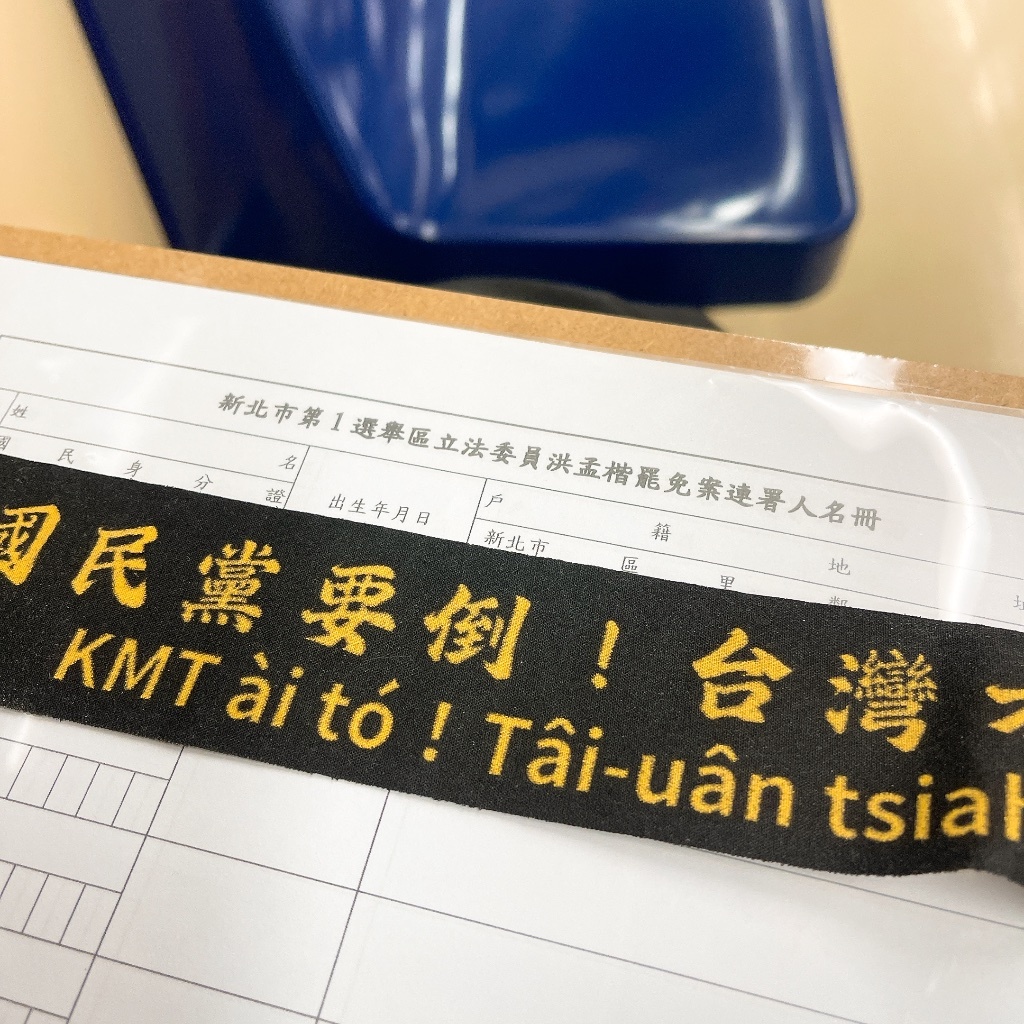 新北市第1選舉區立法委員洪孟楷罷免案連署人名冊
姓 名
出生年月日
戶 籍 地 址
國 民 身 分 證
新北市 區 里 鄰
國民黨要倒！台灣
KMT ài tó！Tâi-uân tsiah